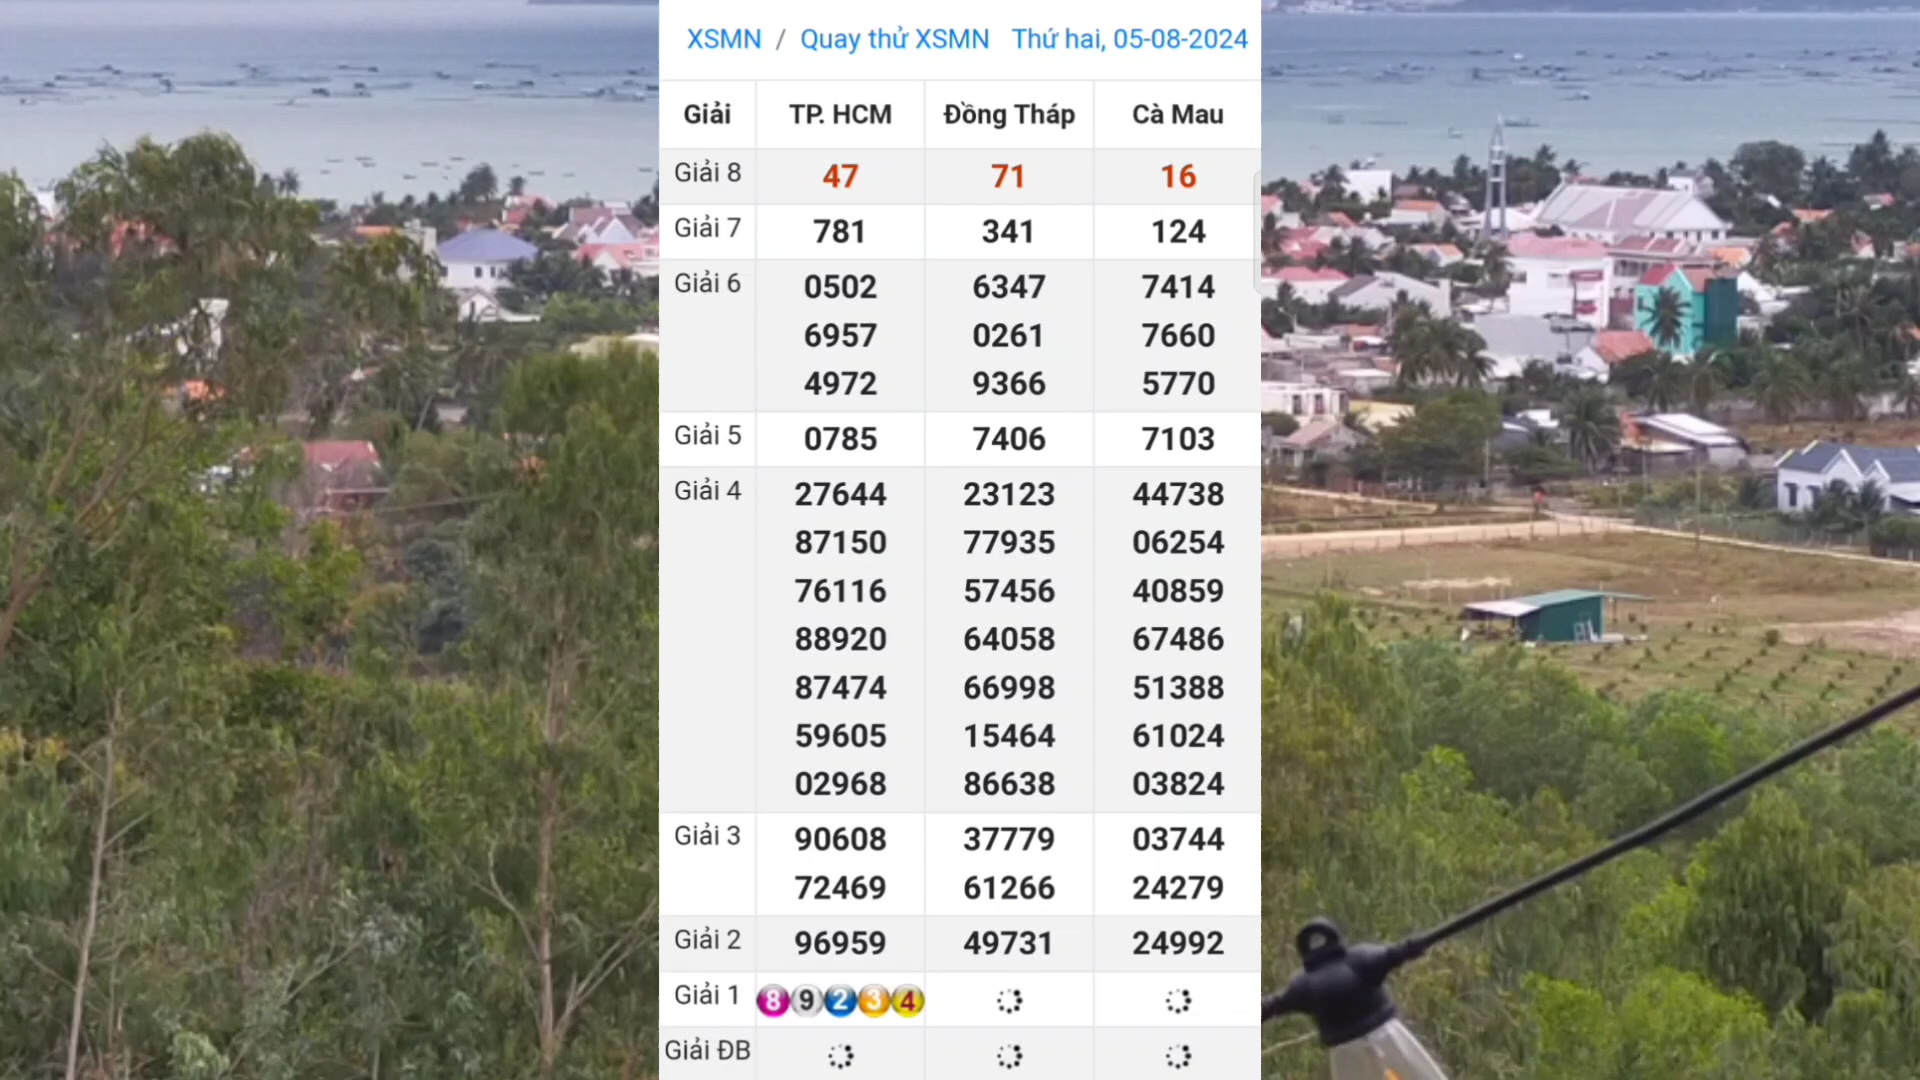 XSMN / Quay thử XSMN Thứ hai, 05-08-2024
Giải TP. HCM Đồng Tháp Cà Mau
Giải 8 47 71 16
Giải 7 781 341 124
Giải 6 0502 6347 7414
6957 0261 7660
4972 9366 5770
Giải 5 0785 7406 7103
Giải 4 27644 23123 44738
87150 77935 06254
76116 57456 40859
88920 64058 67486
87474 66998 51388
59605 15464 61024
02968 86638 03824
Giải 3 90608 37779 03744
72469 61266 24279
Giải 2 96959 49731 24992
Giải 1 8 9 2 3 4
Giải ĐB